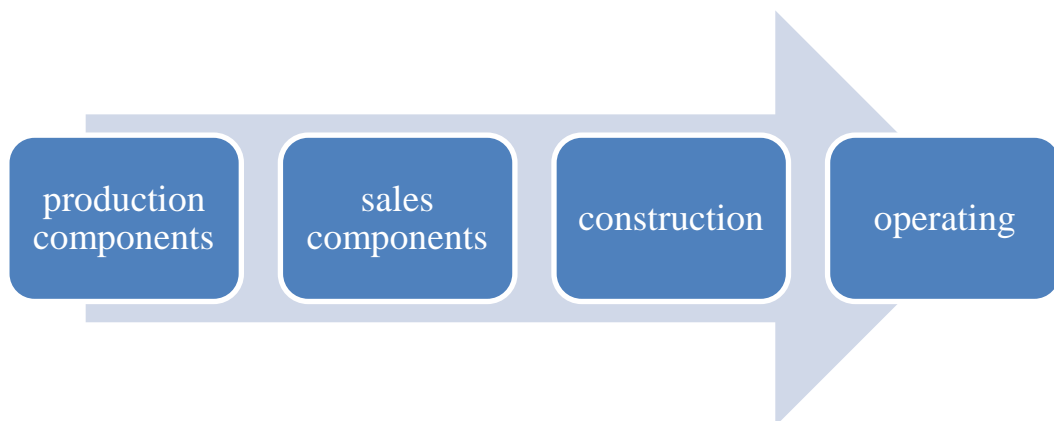 production
components
sales
components
construction
operating